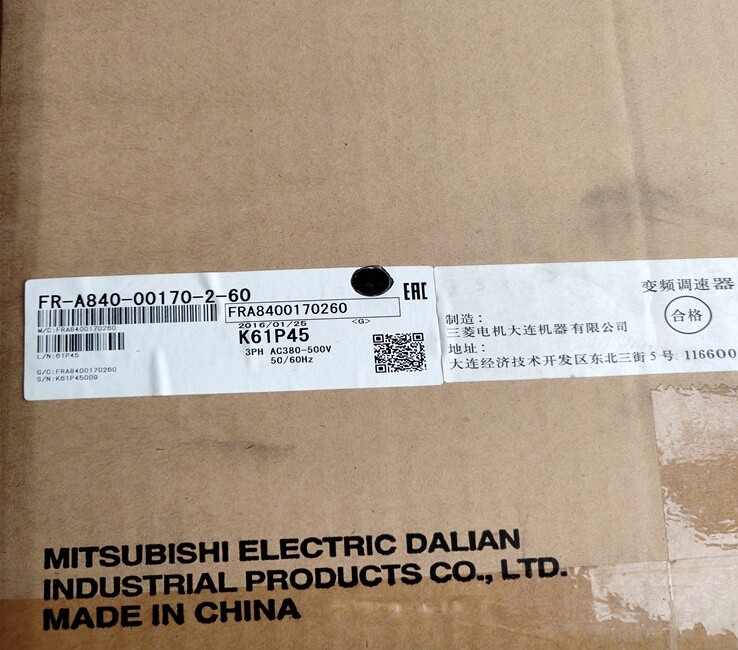 FR-A840-00170-2-60
FRA8400170260
2016/01/25
<G>
M/C:FRA8400170260
K61P45
3PH AC380-500V
50/60Hz
L/N:61P45
G/C:FRA8400170260
S/N:K61P45009
EAC
变频调速器
合格
制造:
三菱电机大连机器有限公司
地址:
大连经济技术开发区东北三街5号. 116600
MITSUBISHI ELECTRIC DALIAN
INDUSTRIAL PRODUCTS CO., LTD.
MADE IN CHINA